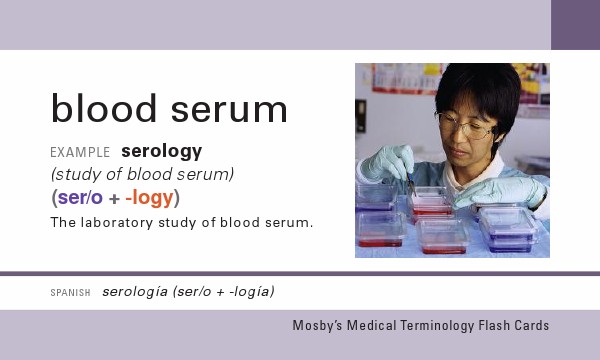 blood serum
EXAMPLE serology
(study of blood serum)
(ser/o + -logy)
The laboratory study of blood serum.
SPANISH serología (ser/o + -logía)
Mosby's Medical Terminology Flash Cards